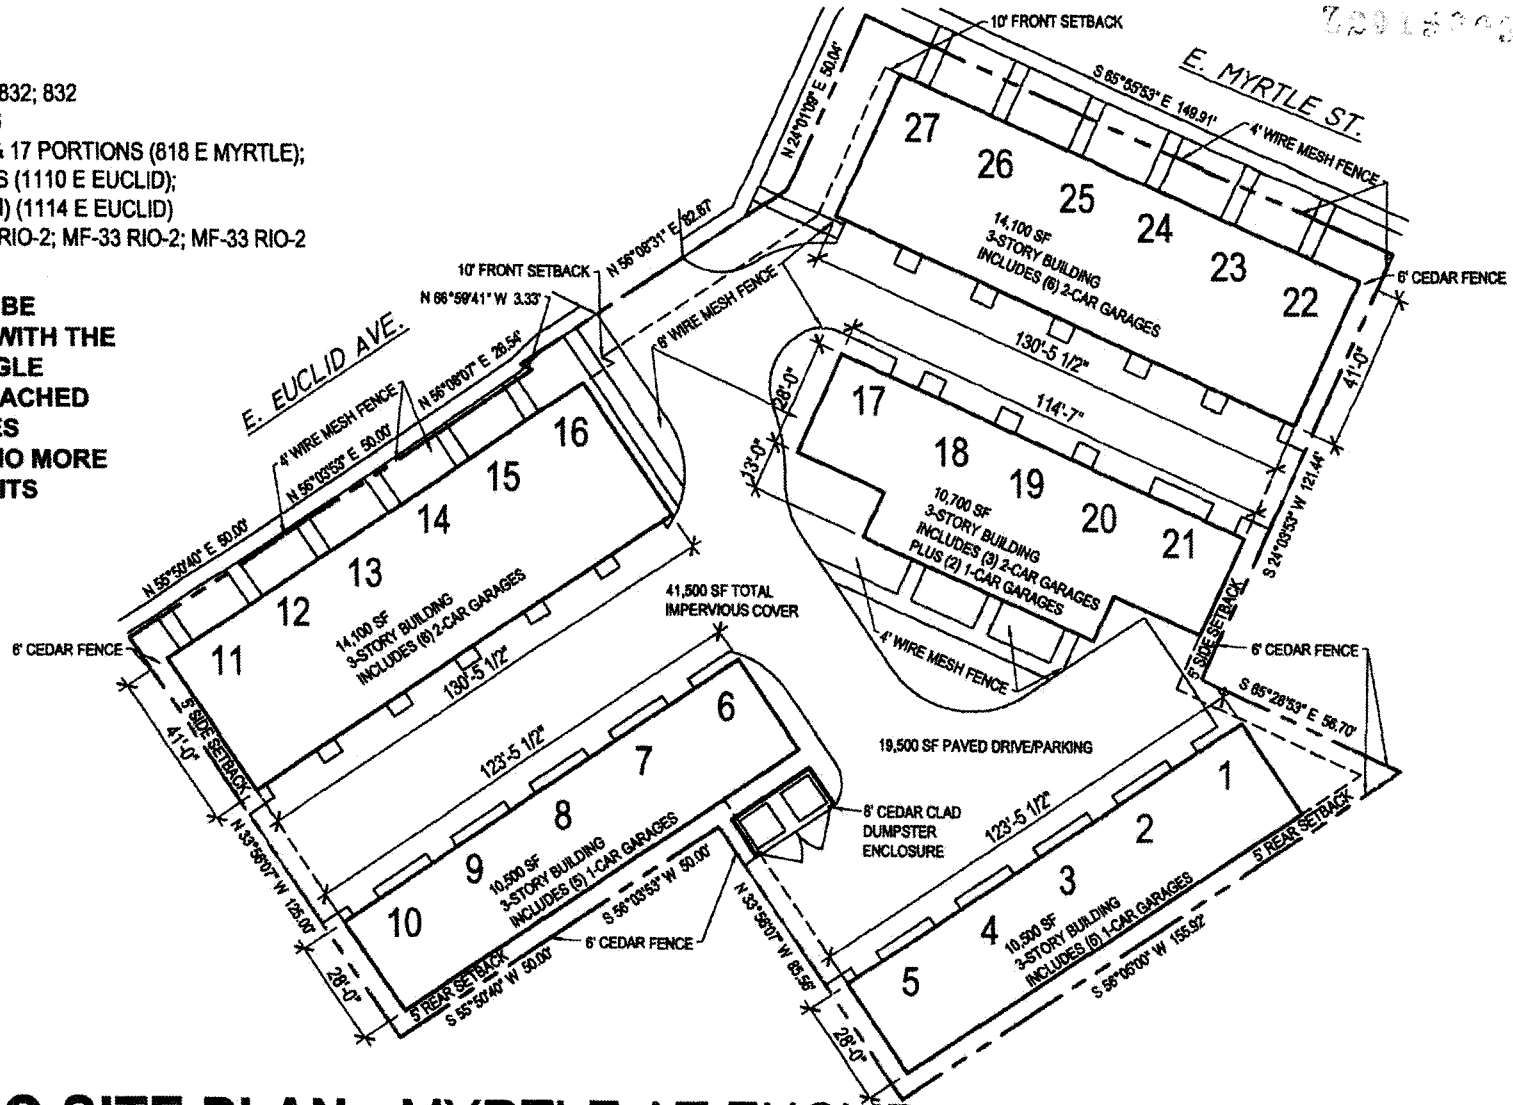 832; 832
& 17 PORTIONS (818 E MYRTLE);
S (1110 E EUCLID);
(1114 E EUCLID)
RIO-2; MF-33 RIO-2; MF-33 RIO-2
BE
WITH THE
GLE
ACHED
ES
NO MORE
ITS
10' FRONT SETBACK
E. MYRTLE ST.
S 65°55'53" E 149.91'
4' WIRE MESH FENCE
N 24°01'09" E 50.04'
27
26
25
24
23
22
14,100 SF
3-STORY BUILDING
INCLUDES (6) 2-CAR GARAGES
130'-5 1/2"
6' CEDAR FENCE
41'-0"
N 56°08'31" E 82.67'
10' FRONT SETBACK
N 66°59'41" W 3.33'
6' WIRE MESH FENCE
E. EUCLID AVE.
N 56°06'07" E 26.54'
4' WIRE MESH FENCE
N 56°03'53" E 50.00'
N 55°50'40" E 50.00'
28'-0"
13'-0"
114'-7"
17
18
19
20
21
10,700 SF
3-STORY BUILDING
INCLUDES (3) 2-CAR GARAGES
PLUS (2) 1-CAR GARAGES
S 24°03'53" W 121.44'
5' SIDE SETBACK
4' WIRE MESH FENCE
6' CEDAR FENCE
S 65°28'53" E 56.70'
16
15
14
13
12
11
14,100 SF
3-STORY BUILDING
INCLUDES (6) 2-CAR GARAGES
130'-5 1/2"
6' CEDAR FENCE
5' SIDE SETBACK
41'-0"
41,500 SF TOTAL
IMPERVIOUS COVER
19,500 SF PAVED DRIVE/PARKING
123'-5 1/2"
6
7
8
9
10
10,500 SF
3-STORY BUILDING
INCLUDES (5) 1-CAR GARAGES
N 33°56'07" W 125.00'
28'-0"
5' REAR SETBACK
S 55°50'40" W 50.00'
S 56°03'53" W 50.00'
6' CEDAR FENCE
8' CEDAR CLAD
DUMPSTER
ENCLOSURE
N 33°56'07" W 85.56'
123'-5 1/2"
1
2
3
4
5
10,500 SF
3-STORY BUILDING
INCLUDES (5) 1-CAR GARAGES
5' REAR SETBACK
S 56°05'00" W 155.92'
28'-0"
SITE PLAN - MYRTLE AT EUCLID